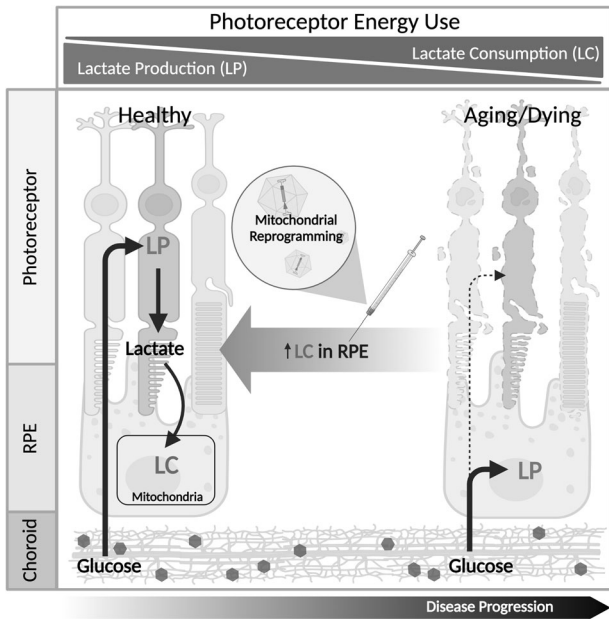 Photoreceptor Energy Use
Lactate Consumption (LC)
Lactate Production (LP)
Photoreceptor
RPE
Choroid
Healthy
Aging/Dying
Mitochondrial
Reprogramming
LP
Lactate
↑LC in RPE
LC
Mitochondria
LP
Glucose
Glucose
Disease Progression